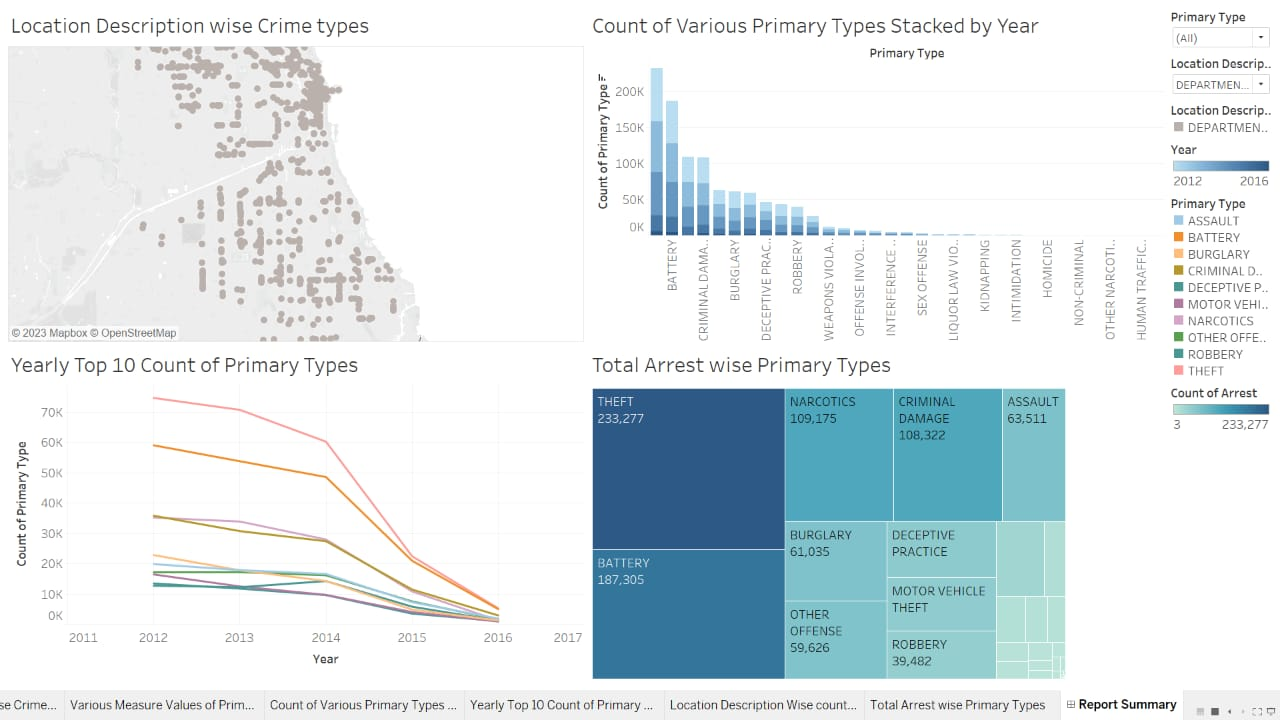 Location Description wise Crime types
© 2023 Mapbox © OpenStreetMap
Count of Various Primary Types Stacked by Year
Primary Type
Count of Primary Type
200K
150K
100K
50K
0K
BATTERY
CRIMINAL DAMA..
BURGLARY
DECEPTIVE PRAC..
ROBBERY
WEAPONS VIOLA..
OFFENSE INVOL..
INTERFERENCE ..
SEX OFFENSE
LIQUOR LAW VIO..
KIDNAPPING
INTIMIDATION
HOMICIDE
NON-CRIMINAL
OTHER NARCOTI..
HUMAN TRAFFIC..
Primary Type
(All)
Location Descrip..
DEPARTMEN...
Location Descrip..
DEPARTMEN..
Year
2012 2016
Primary Type
ASSAULT
BATTERY
BURGLARY
CRIMINAL D..
DECEPTIVE P..
MOTOR VEHI..
NARCOTICS
OTHER OFFE..
ROBBERY
THEFT
Count of Arrest
3 233,277
Yearly Top 10 Count of Primary Types
Count of Primary Type
70K
60K
50K
40K
30K
20K
10K
0K
2011 2012 2013 2014 2015 2016 2017
Year
Total Arrest wise Primary Types
THEFT
233,277
BATTERY
187,305
NARCOTICS
109,175
CRIMINAL
DAMAGE
108,322
ASSAULT
63,511
BURGLARY
61,035
OTHER
OFFENSE
59,626
DECEPTIVE
PRACTICE
MOTOR VEHICLE
THEFT
ROBBERY
39,482
se Crime...
Various Measure Values of Prim...
Count of Various Primary Types ...
Yearly Top 10 Count of Primary ...
Location Description Wise count...
Total Arrest wise Primary Types
Report Summary